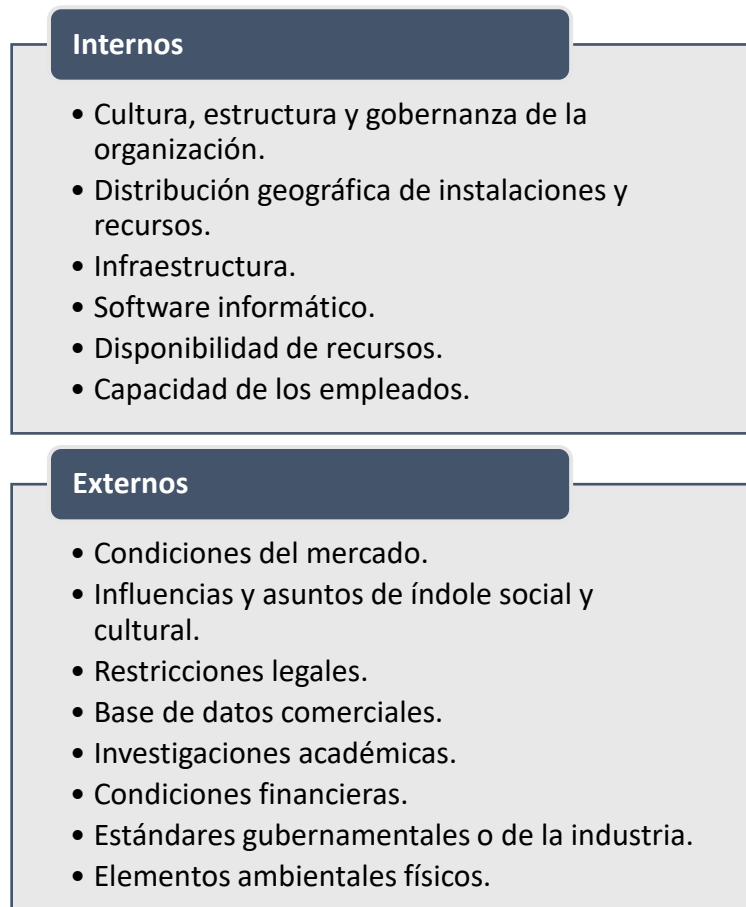 Internos
• Cultura, estructura y gobernanza de la
organización.
• Distribución geográfica de instalaciones y
recursos.
• Infraestructura.
• Software informático.
• Disponibilidad de recursos.
• Capacidad de los empleados.
Externos
• Condiciones del mercado.
• Influencias y asuntos de índole social y
cultural.
• Restricciones legales.
• Base de datos comerciales.
• Investigaciones académicas.
• Condiciones financieras.
• Estándares gubernamentales o de la industria.
• Elementos ambientales físicos.